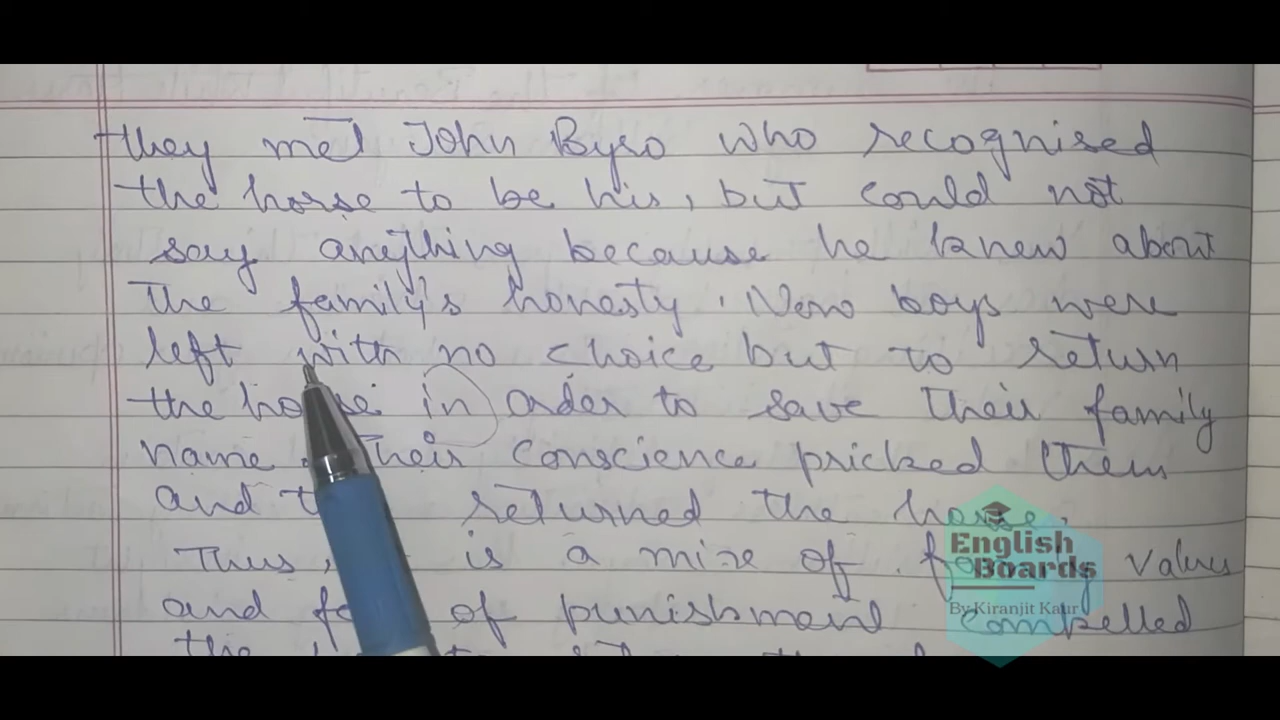 they met John Byro who recognised
the horse to be his, but could not
say anything because he knew about
the family's honesty. Now boys were
left with no choice but to return
the horse in order to save their family
name. Their conscience pricked them
and returned the horse.
Thus, is a mix of family values
and of punishment compelled
the
English
Boards
By Kiranjit Kaur